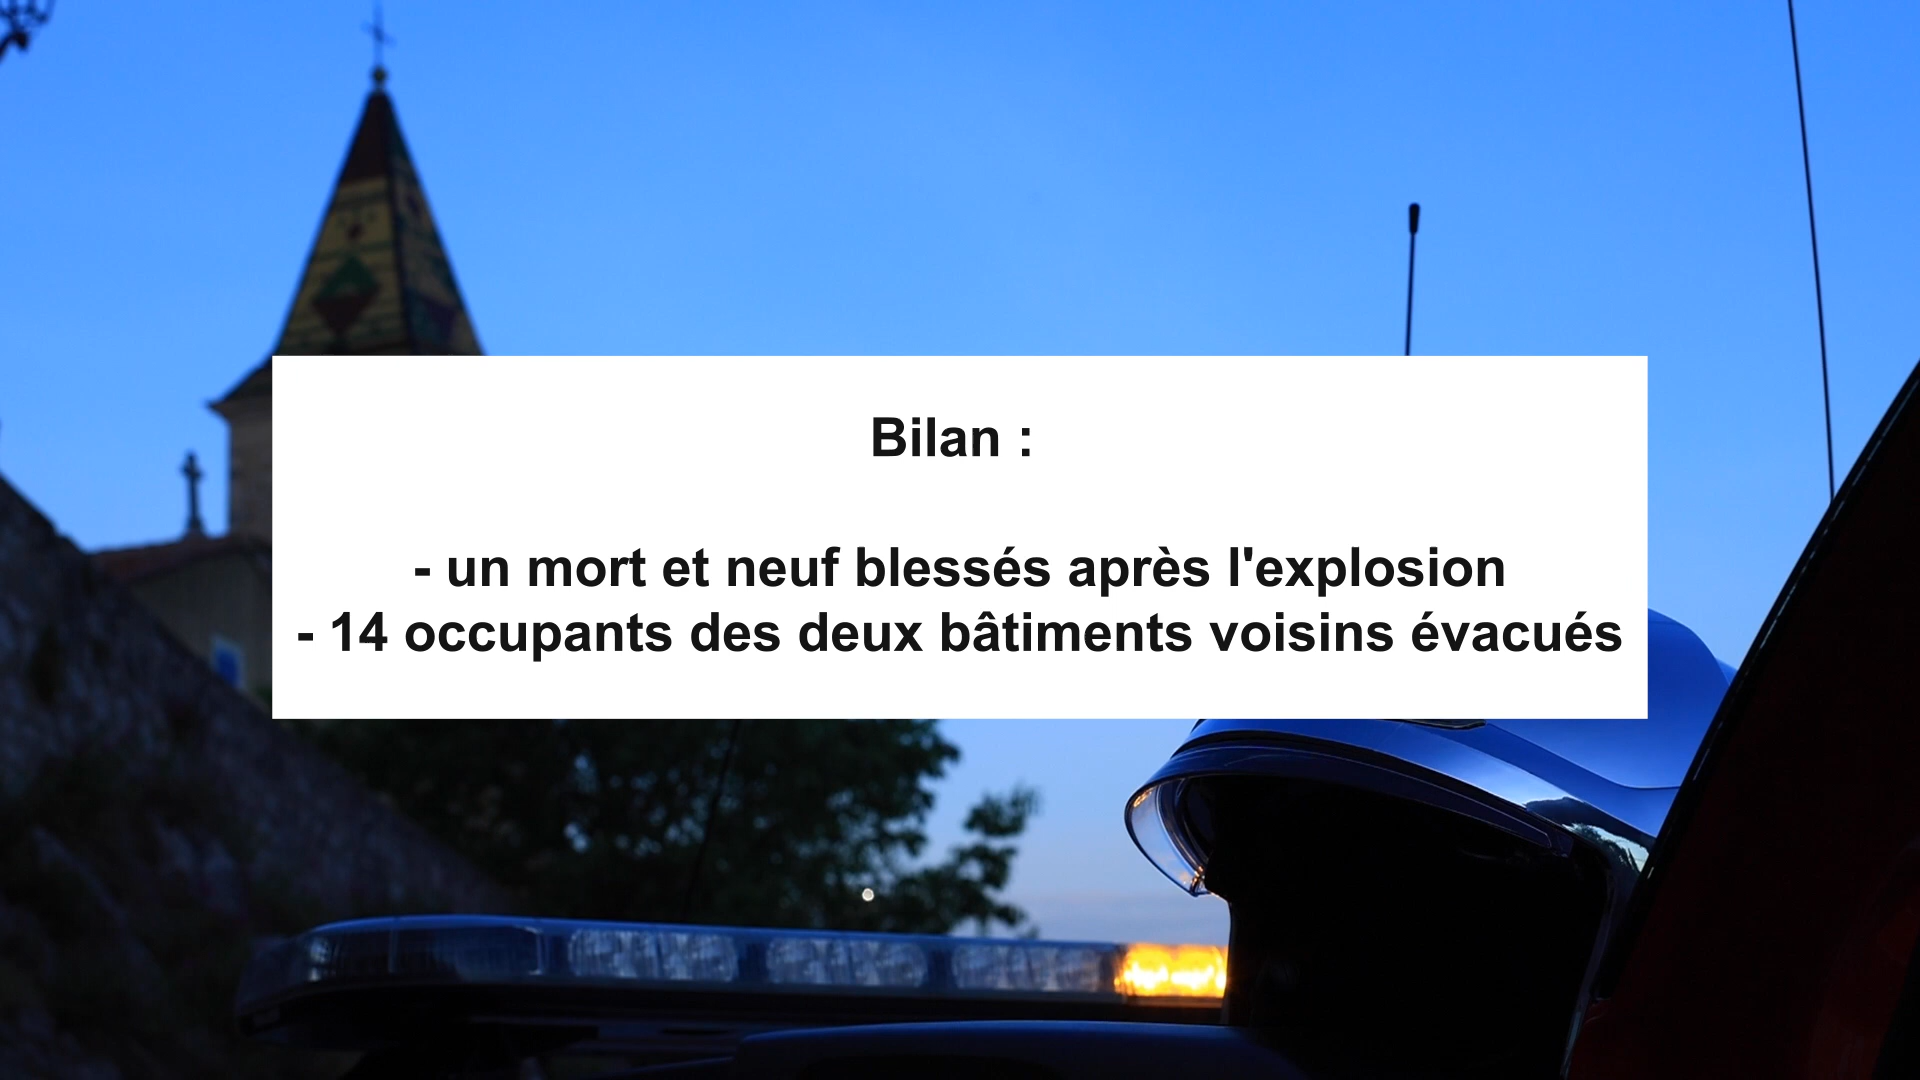 Bilan :
- un mort et neuf blessés après l'explosion
- 14 occupants des deux bâtiments voisins évacués